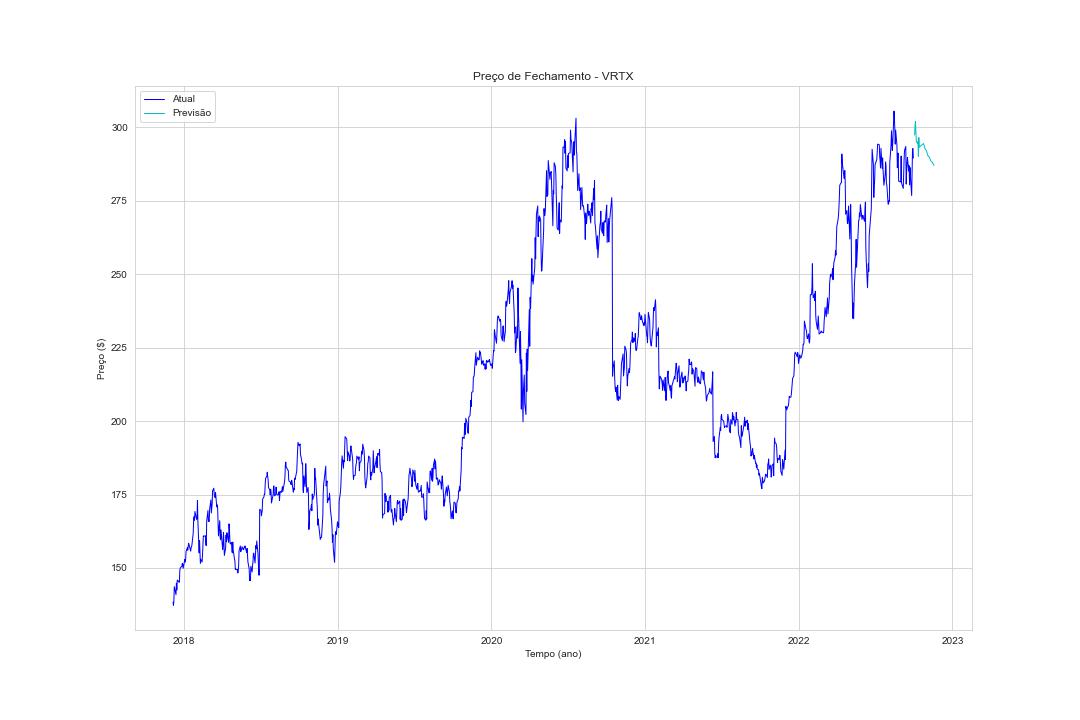 Preço de Fechamento - VRTX
Atual
Previsão
300
275
250
225
200
175
150
Preço ($)
2018
2019
2020
2021
2022
2023
Tempo (ano)